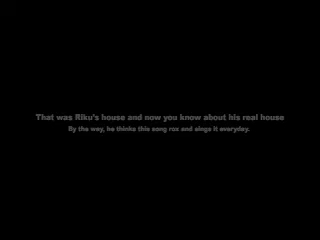 That was Riku's house and now you know about his real house
By the way, he thinks this song rox and sings it everyday.